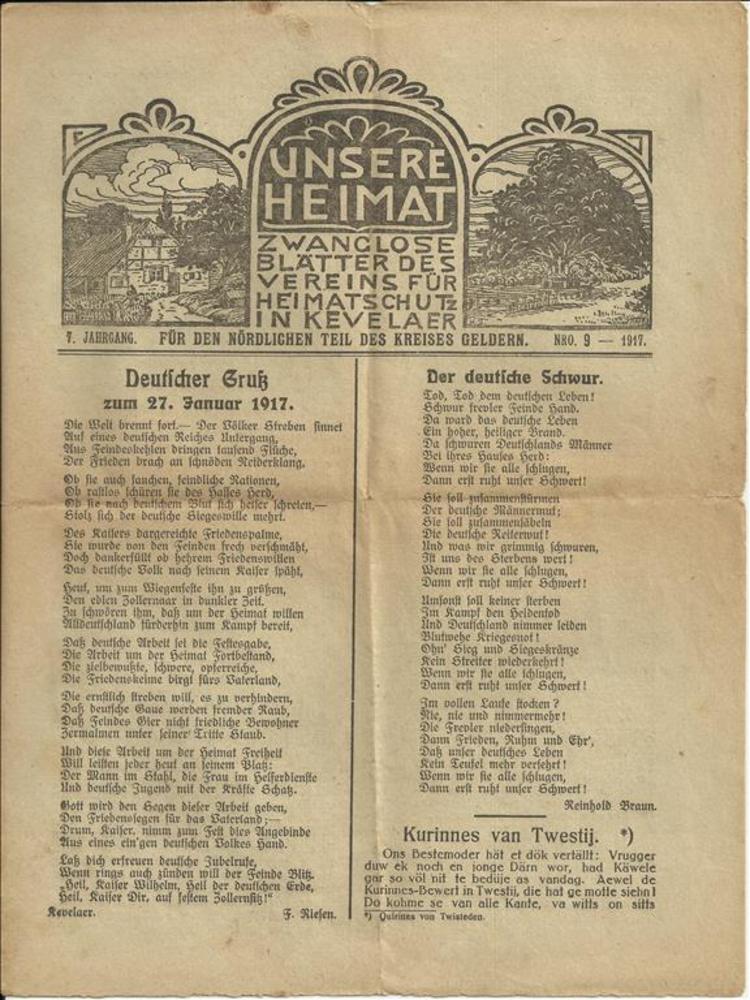 UNSERE
HEIMAT
ZWANGLOSE
BLÄTTER DES
VEREINS FÜR
HEIMATSCHUTZ
IN KEVELAER
7. JAHRGANG. FÜR DEN NÖRDLICHEN TEIL DES KREISES GELDERN. NRO. 9 — 1917.
Deutscher Gruß
zum 27. Januar 1917.
Die Welt brennt fort.— Der Völker Streben sinnet
Auf eines deutschen Reiches Untergang,
Aus Feindeskehlen dringen tausend Flüche,
Der Frieden brach an schnöden Neiderklang.
Ob sie auch fauchen, feindliche Nationen,
Ob rastlos schüren sie des Hasses Herd,
Ob sie nach deutschem Blut sich heiser schreien,—
Stolz sich der deutsche Siegeswille mehrt.
Des Kaisers dargereichte Friedenspalme,
Sie wurde von den Feinden frech verschmäht,
Doch dankerfüllt ob hehrem Friedenswillen
Das deutsche Volk nach seinem Kaiser späht,
Heut, um zum Wiegenfeste ihn zu grüßen,
Den edlen Zollernaar in dunkler Zeit.
Zu schwören ihm, daß um der Heimat willen
Alldeutschland fürderhin zum Kampf bereit,
Daß deutsche Arbeit sei die Festesgabe,
Die Arbeit um der Heimat Fortbestand,
Die zielbewußte, schwere, opferreiche,
Die Friedenskeime birgt fürs Vaterland,
Die ernstlich streben will, es zu verhindern,
Daß deutsche Gaue werden fremder Raub,
Daß Feindes Gier nicht friedliche Bewohner
Zermalmen unter seiner Tritte Staub.
Und diese Arbeit um der Heimat Freiheit
Will leisten jeder heut an seinem Platz:
Der Mann im Stahl, die Frau im Helferdienste
Und deutsche Jugend mit der Kräfte Schatz.
Gott wird den Segen dieser Arbeit geben,
Den Friedenssegen für das Vaterland;—
Drum, Kaiser, nimm zum Fest dies Angebinde
Aus eines ein'gen deutschen Volkes Hand.
Laß dich erfreuen deutsche Jubelrufe,
Wenn rings auch zünden will der Feinde Blitz.
„Heil, Kaiser Wilhelm, Heil der deutschen Erde,
Heil, Kaiser Dir, auf festem Zollernsitz!“
Kevelaer. F. Riesen.
Der deutsche Schwur.
Tod, Tod dem deutschen Leben!
Schwur frevler Feinde Hand.
Da ward das deutsche Leben
Ein hoher, heiliger Brand.
Da schwuren Deutschlands Männer
Bei ihres Hauses Herd:
Wenn wir sie alle schlugen,
Dann erst ruht unser Schwert!
Sie soll zusammenstürmen
Der deutsche Männermut;
Sie soll zusammensäbeln
Die deutsche Reiterwut!
Und was wir grimmig schwuren,
Ist uns des Sterbens wert!
Wenn wir sie alle schlugen,
Dann erst ruht unser Schwert!
Umsonst soll keiner sterben
Im Kampf den Heldentod
Und Deutschland nimmer leiden
Blutwehe Kriegesnot!
Ohn' Sieg und Siegeskränze
Kein Streiter wiederkehrt!
Wenn wir sie alle schlugen,
Dann erst ruht unser Schwert!
Im vollen Laufe stocken?
Nie, nie und nimmermehr!
Die Frevler niedersingen,
Dann Frieden, Ruhm und Ehr',
Daß unser deutsches Leben
Kein Teufel mehr versehrt!
Wenn wir sie alle schlugen,
Dann erst ruht unser Schwert!
Reinhold Braun.
Kurinnes van Twestij. *)
Ons Bestemoder hät et dök vertällt: Vrugger
duw ek noch en jonge Därn wor, had Käwele
gar so völ nit te bedüje as vandag. Aewel de
Kurinnes-Bewert in Twestij, die hat ge motte siehn!
Do kohme se van alle Kante, va witts on sitts
*) Quirinus von Twisteden.